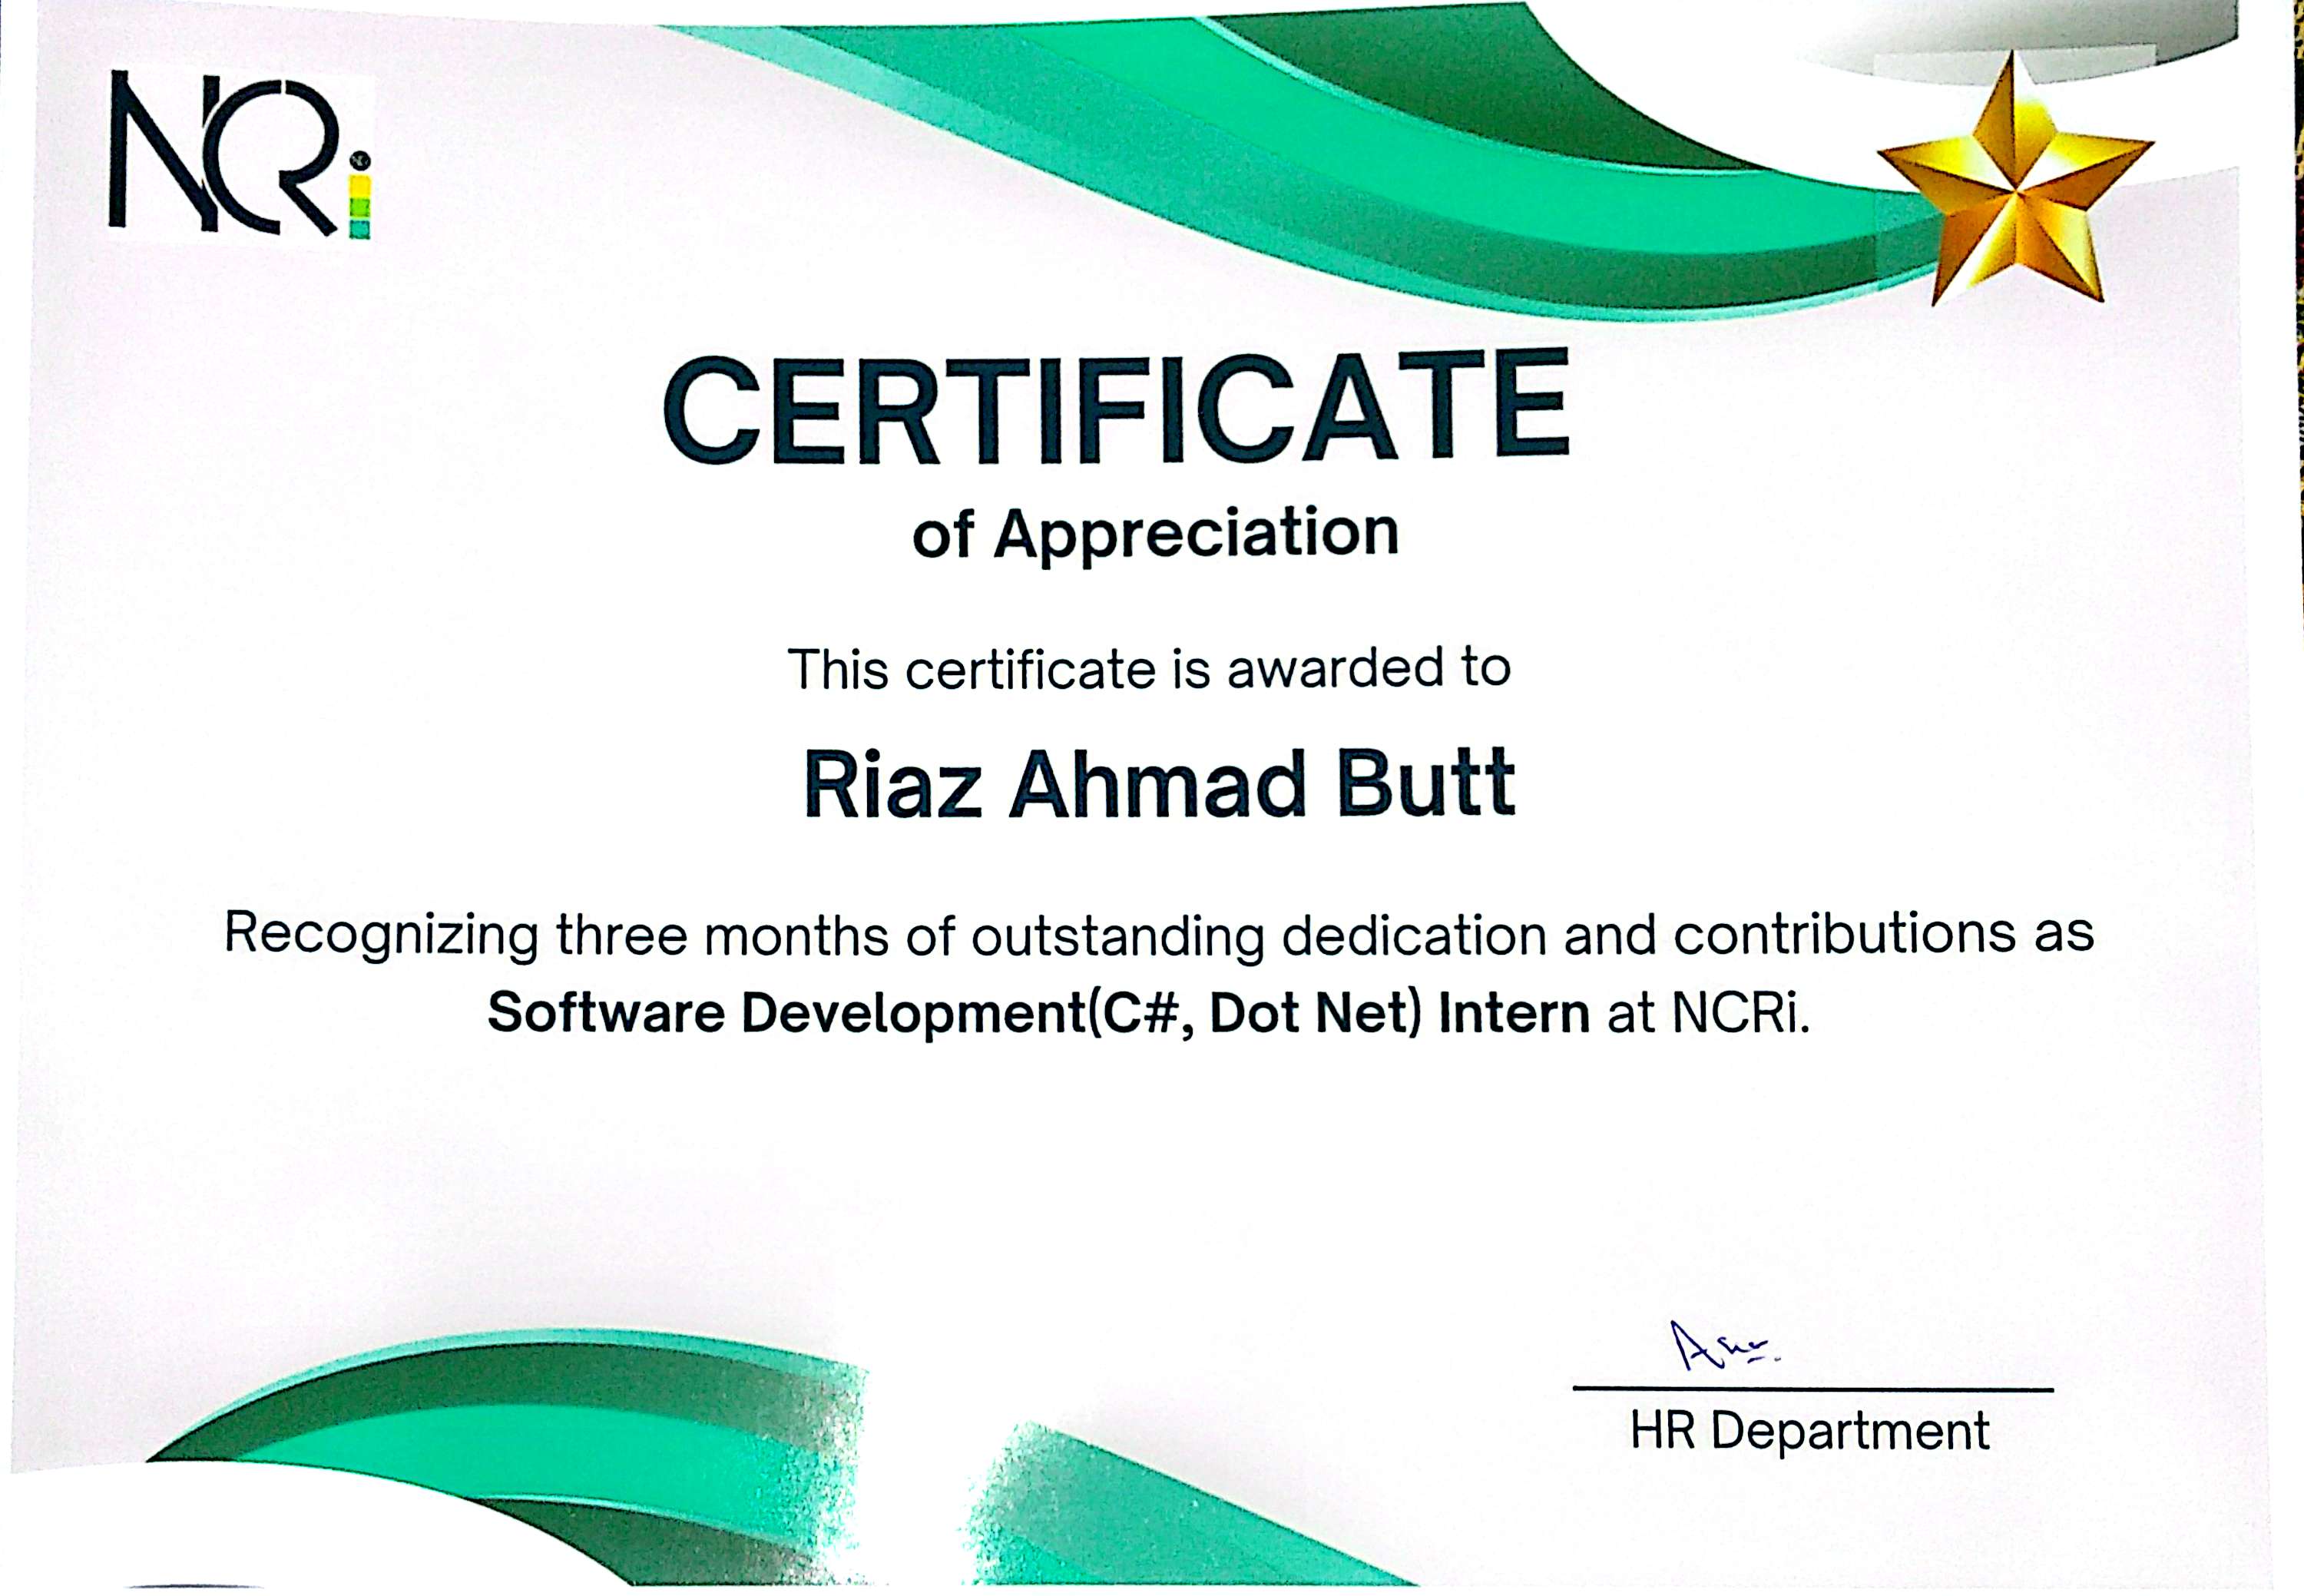 NCRi
CERTIFICATE
of Appreciation
This certificate is awarded to
Riaz Ahmad Butt
Recognizing three months of outstanding dedication and contributions as
Software Development(C#, Dot Net) Intern at NCRi.
HR Department